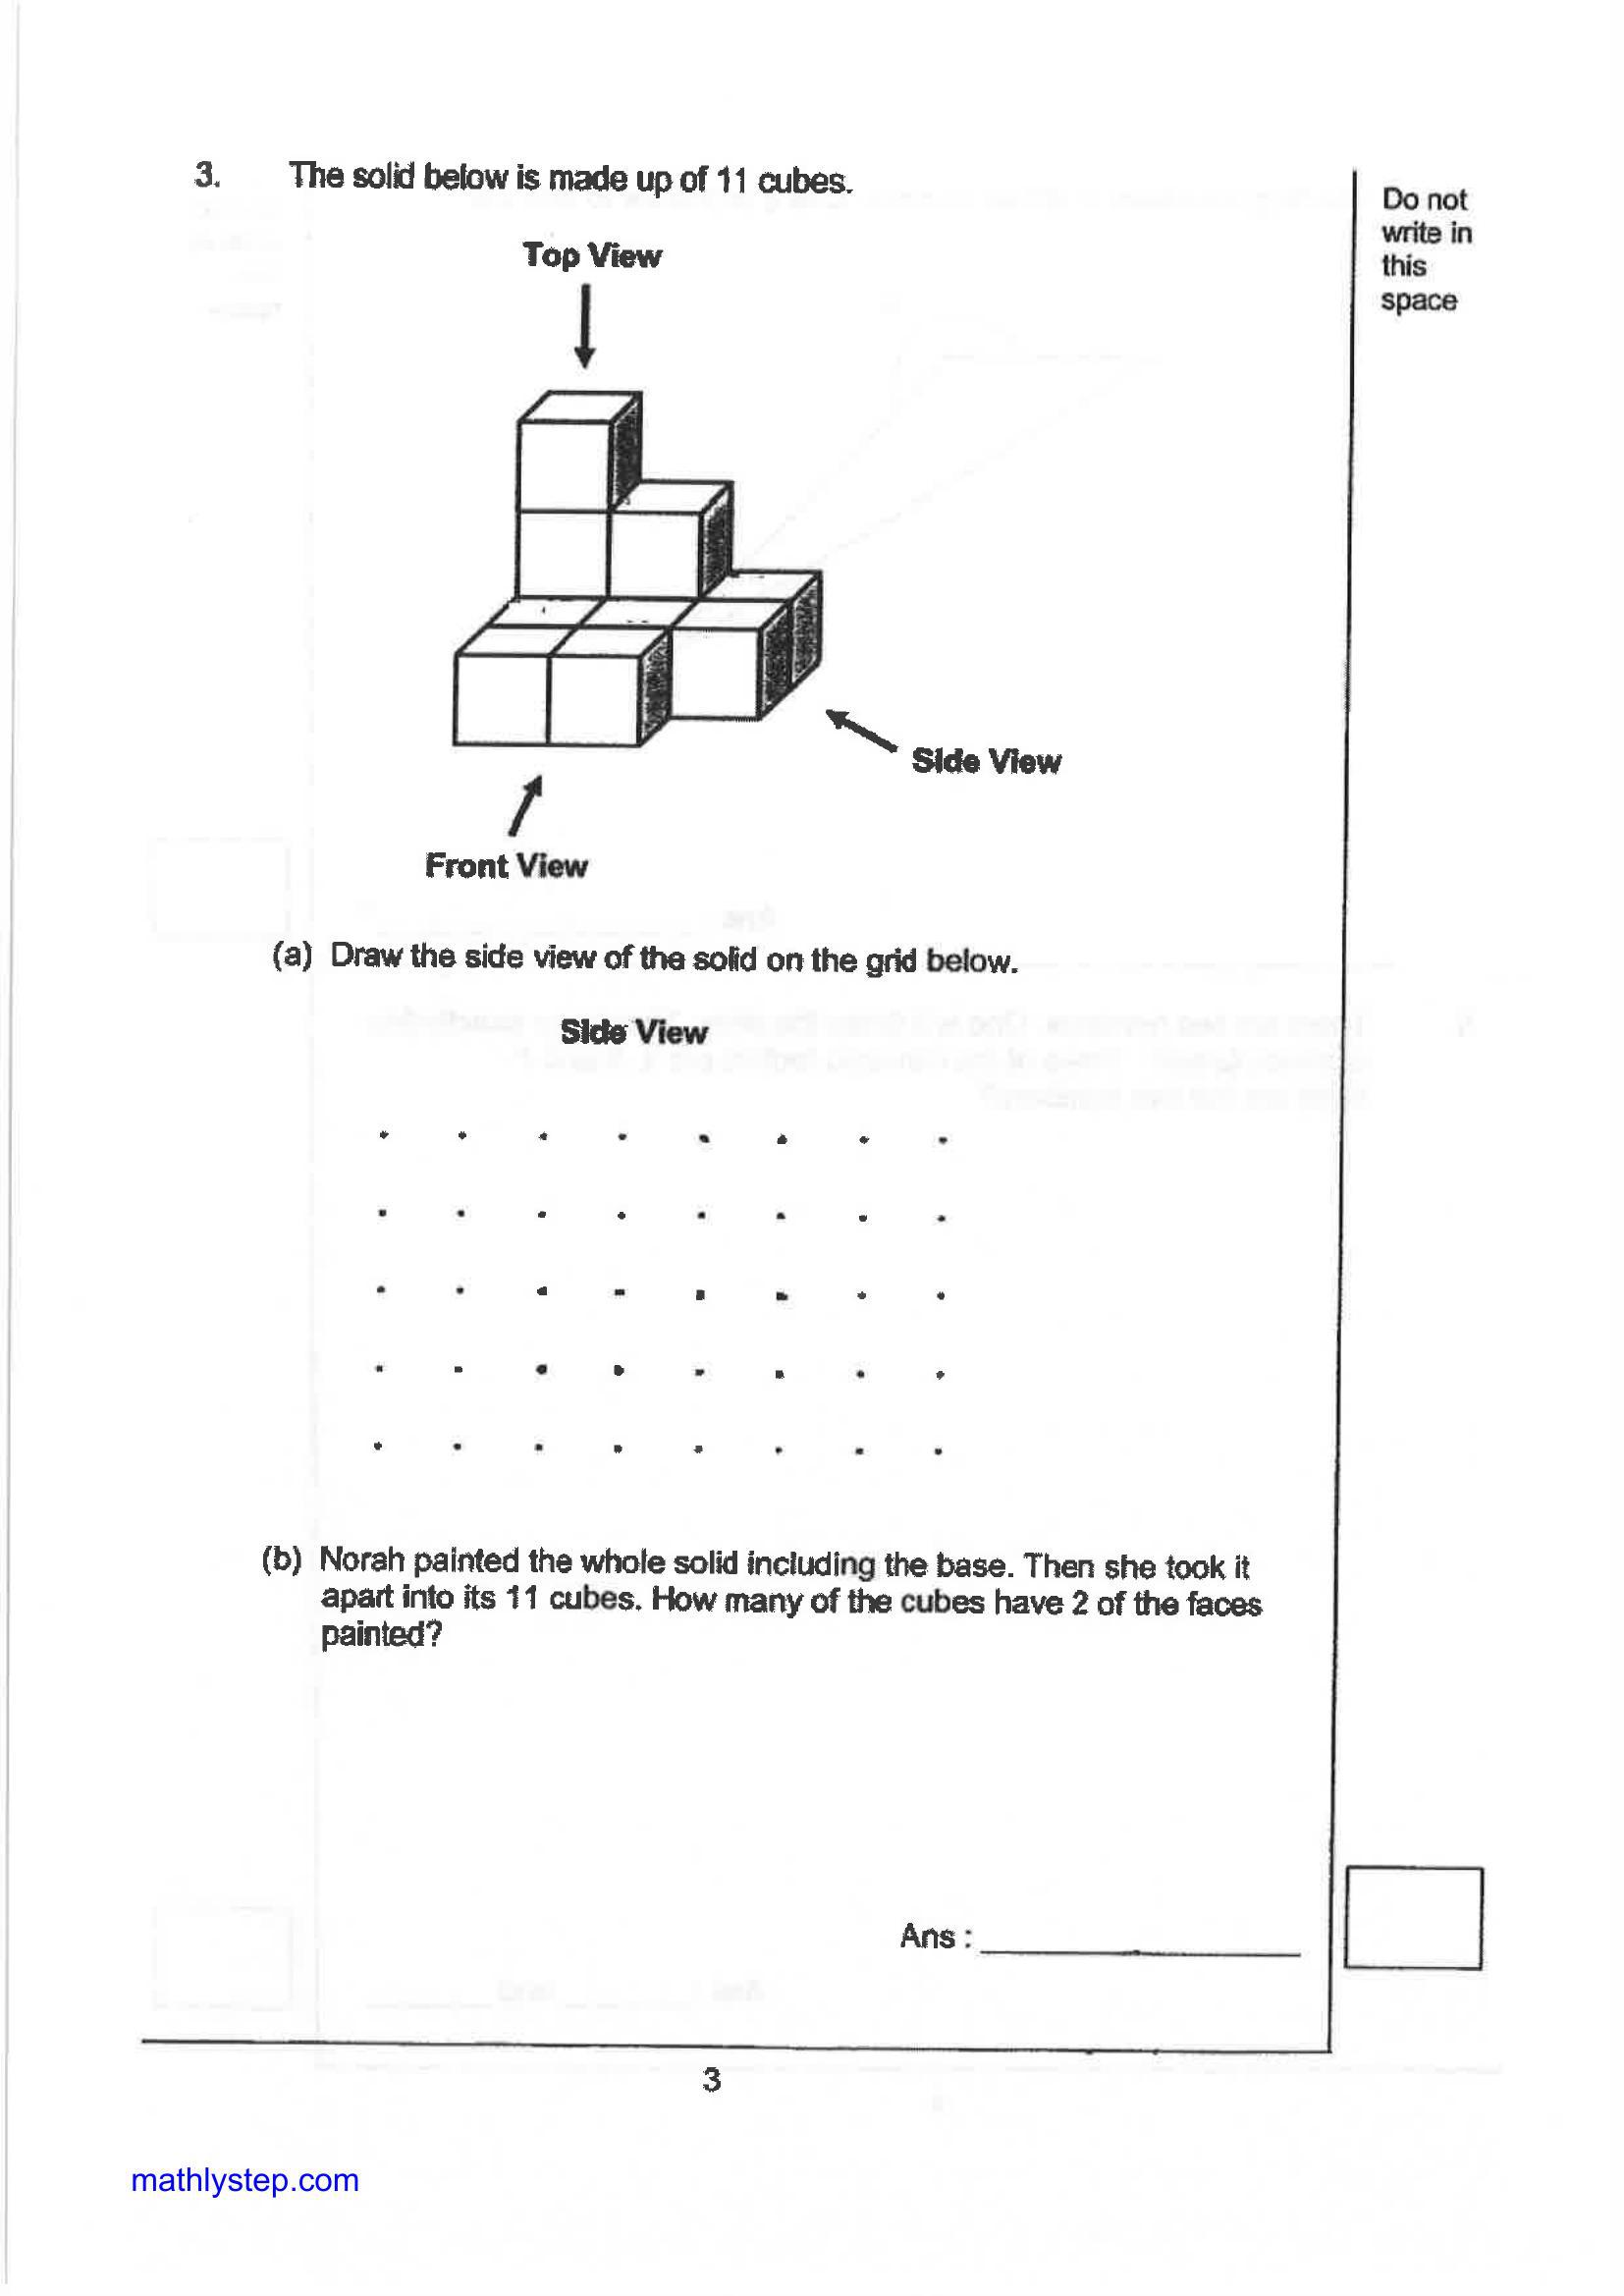 3. The solid below is made up of 11 cubes.
Do not
write in
this
space
Top View
Side View
Front View
(a) Draw the side view of the solid on the grid below.
Side View
(b) Norah painted the whole solid including the base. Then she took it
apart into its 11 cubes. How many of the cubes have 2 of the faces
painted?
Ans :
3
mathlystep.com